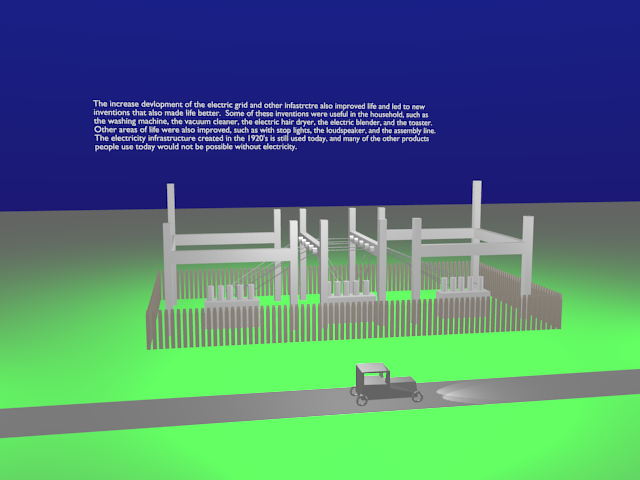 The increase devlopment of the electric grid and other infastrctre also improved life and led to new
inventions that also made life better.  Some of these inventions were useful in the household, such as
the washing machine, the vacuum cleaner, the electric hair dryer, the electric blender, and the toaster.
Other areas of life were also improved, such as with stop lights, the loudspeaker, and the assembly line.
The electricity infrastructure created in the 1920's is still used today, and many of the other products
people use today would not be possible without electricity.